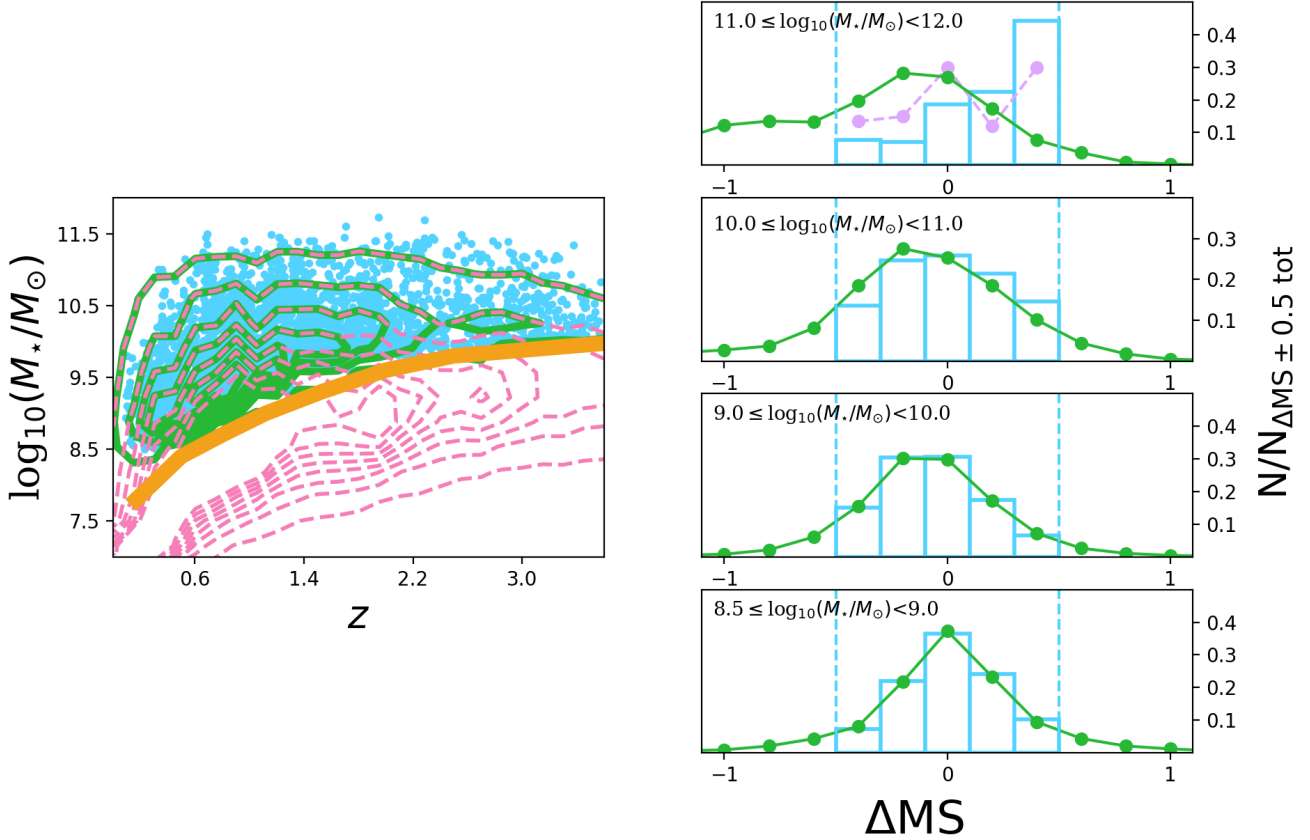 log₁₀(M⋆/M⊙)
11.5
10.5
9.5
8.5
7.5
0.6 1.4 2.2 3.0
z
11.0 ≤ log₁₀(M⋆/M⊙)<12.0
0.4
0.3
0.2
0.1
−1 0 1
10.0 ≤ log₁₀(M⋆/M⊙)<11.0
0.3
0.2
0.1
−1 0 1
9.0 ≤ log₁₀(M⋆/M⊙)<10.0
0.4
0.3
0.2
0.1
−1 0 1
8.5 ≤ log₁₀(M⋆/M⊙)<9.0
0.4
0.3
0.2
0.1
−1 0 1
ΔMS
N/N ΔMS ± 0.5 tot